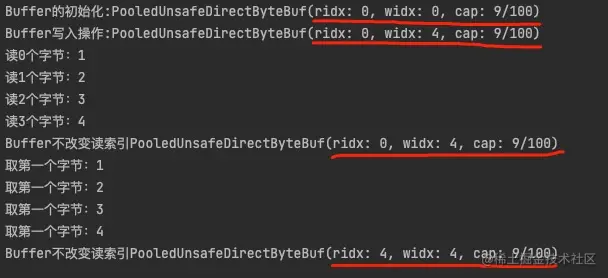 Buffer的初始化:PooledUnsafeDirectByteBuf(ridx: 0, widx: 0, cap: 9/100)
Buffer写入操作:PooledUnsafeDirectByteBuf(ridx: 0, widx: 4, cap: 9/100)
读0个字节：1
读1个字节：2
读2个字节：3
读3个字节：4
Buffer不改变读索引PooledUnsafeDirectByteBuf(ridx: 0, widx: 4, cap: 9/100)
取第一个字节：1
取第一个字节：2
取第一个字节：3
取第一个字节：4
Buffer不改变读索引PooledUnsafeDirectByteBuf(ridx: 4, widx: 4, cap: 9/100)
@稀土掘金技术社区